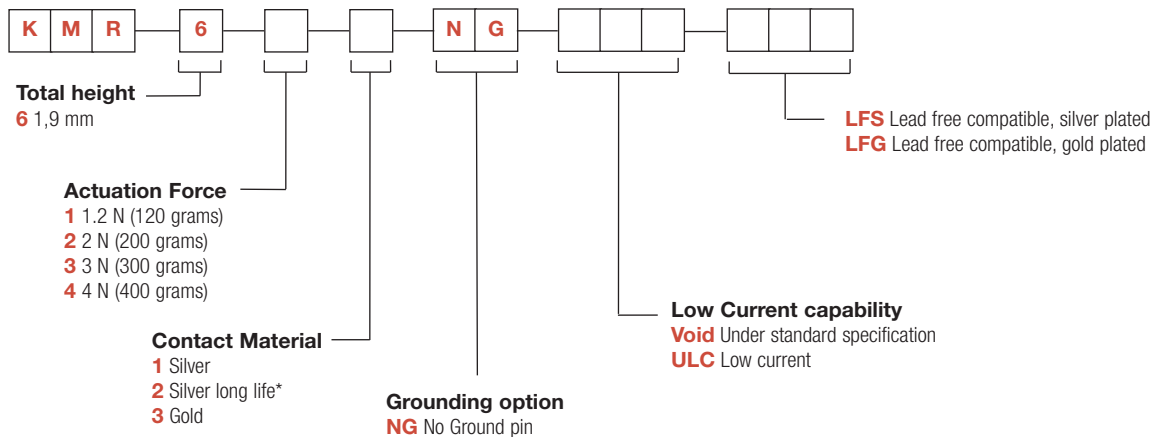 K M R 6 N G
Total height
6 1,9 mm
LFS Lead free compatible, silver plated
LFG Lead free compatible, gold plated
Actuation Force
1 1.2 N (120 grams)
2 2 N (200 grams)
3 3 N (300 grams)
4 4 N (400 grams)
Low Current capability
Void Under standard specification
ULC Low current
Contact Material
1 Silver
2 Silver long life*
3 Gold
Grounding option
NG No Ground pin